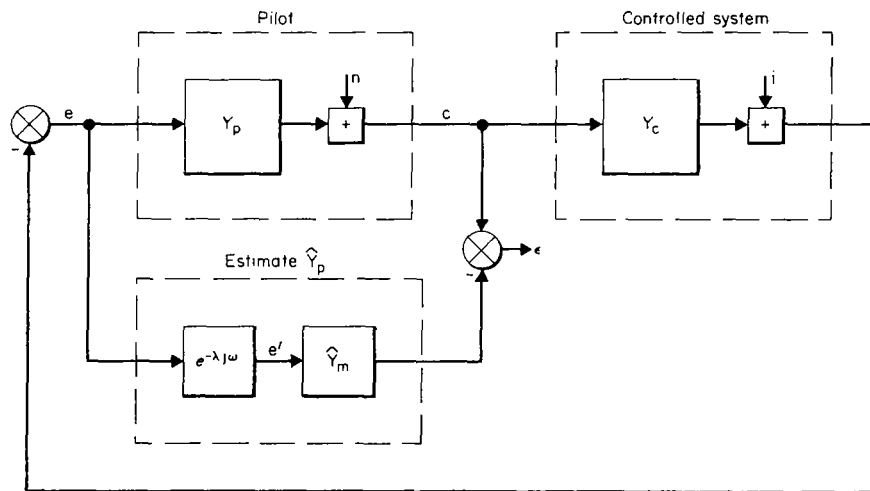 Pilot
Controlled system
n
i
e
Y_p
+
c
Y_c
+
-
-
ϵ
Estimate Ŷ_p
e^{-λjω}
e′
Ŷ_m